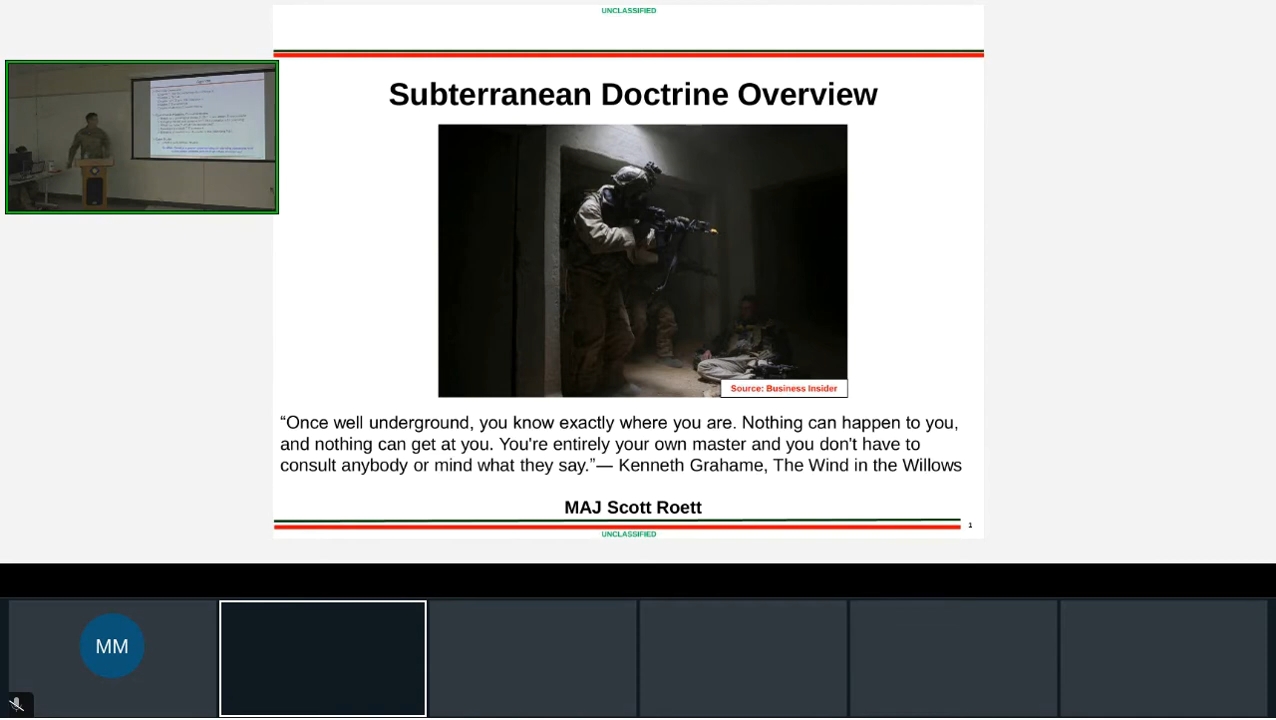 UNCLASSIFIED
Subterranean Doctrine Overview
Source: Business Insider
“Once well underground, you know exactly where you are. Nothing can happen to you,
and nothing can get at you. You're entirely your own master and you don't have to
consult anybody or mind what they say.”— Kenneth Grahame, The Wind in the Willows
MAJ Scott Roett
1
UNCLASSIFIED
MM